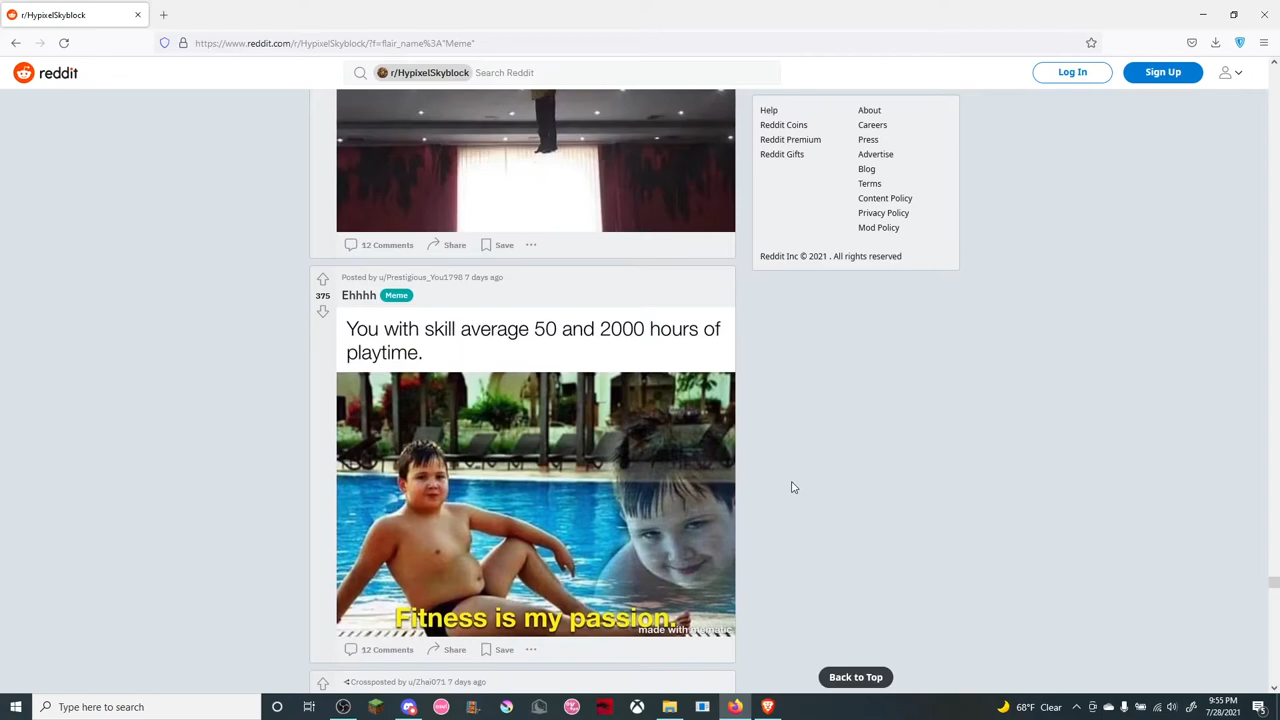 r/HypixelSkyblock
https://www.reddit.com/r/HypixelSkyblock/?f=flair_name%3A"Meme"
reddit
r/HypixelSkyblock
Search Reddit
Log In
Sign Up
Help
About
Reddit Coins
Careers
Reddit Premium
Press
Reddit Gifts
Advertise
Blog
Terms
Content Policy
Privacy Policy
Mod Policy
Reddit Inc © 2021 . All rights reserved
12 Comments
Share
Save
Posted by u/Prestigious_You1798 7 days ago
375
Ehhhh
Meme
You with skill average 50 and 2000 hours of
playtime.
Fitness is my passion.
made with mematic
12 Comments
Share
Save
Crossposted by u/Zhai071 7 days ago
Back to Top
Type here to search
osu!
68°F Clear
9:55 PM
7/28/2021